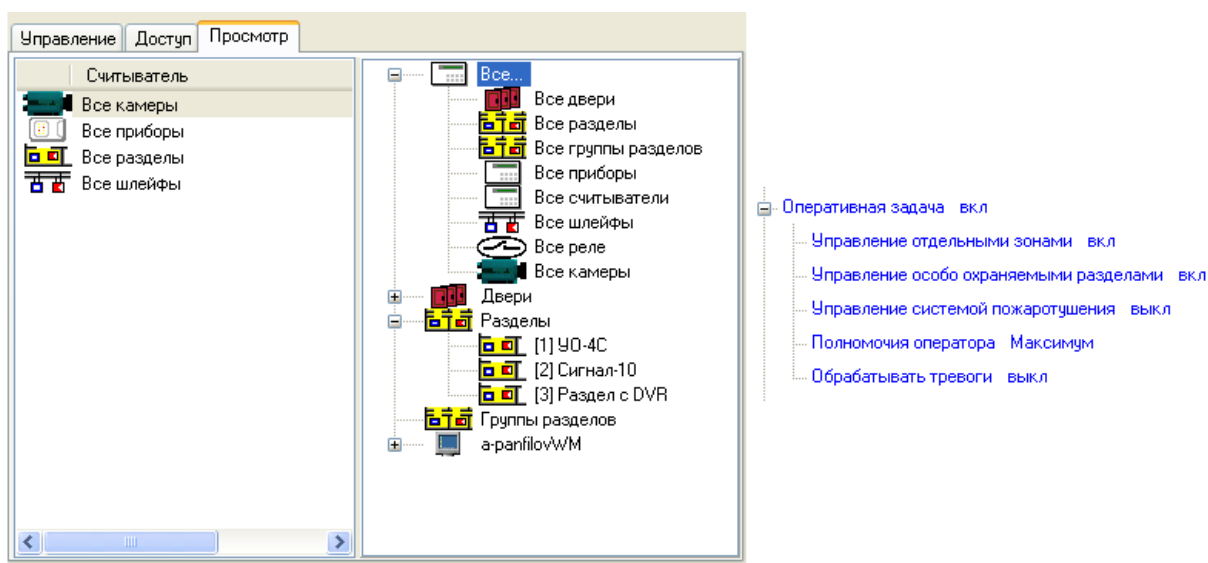 Управление Доступ Просмотр
Считыватель
Все камеры
Все приборы
Все разделы
Все шлейфы
Все...
Все двери
Все разделы
Все группы разделов
Все приборы
Все считыватели
Все шлейфы
Все реле
Все камеры
Двери
Разделы
[1] УО-4С
[2] Сигнал-10
[3] Раздел с DVR
Группы разделов
a-panfilovWM
Оперативная задача вкл
Управление отдельными зонами вкл
Управление особо охраняемыми разделами вкл
Управление системой пожаротушения выкл
Полномочия оператора Максимум
Обрабатывать тревоги выкл